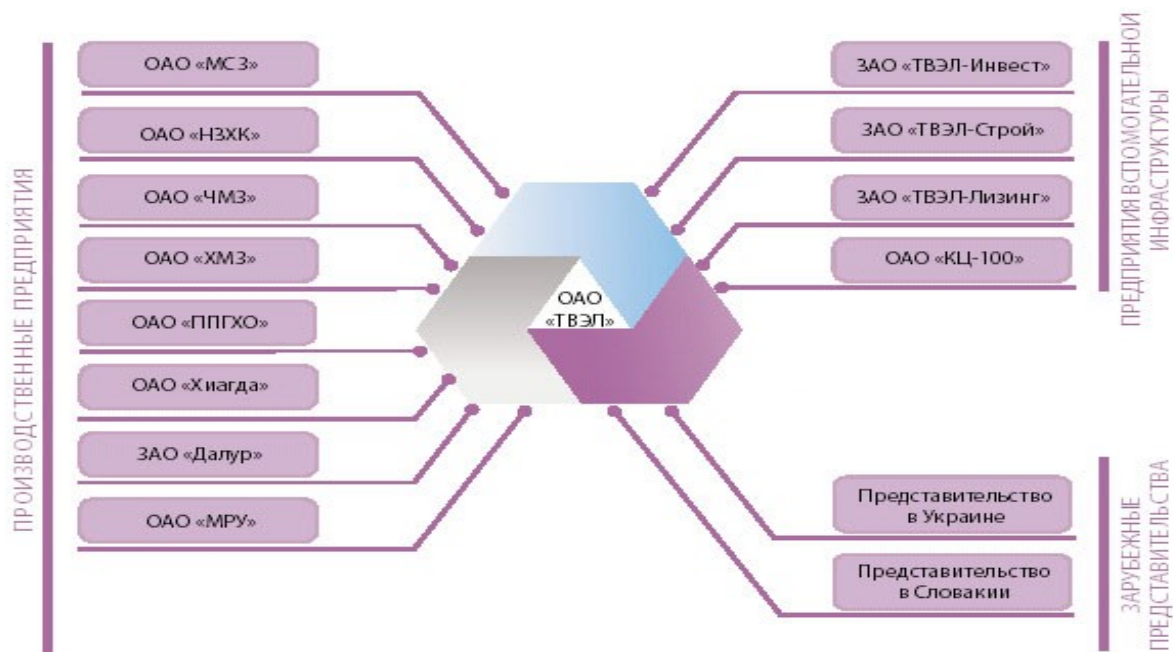 ПРОИЗВОДСТВЕННЫЕ ПРЕДПРИЯТИЯ
ОАО «МСЗ»
ОАО «НЗХК»
ОАО «ЧМЗ»
ОАО «ХМЗ»
ОАО «ППГХО»
ОАО «Хиагда»
ЗАО «Далур»
ОАО «МРУ»
ОАО
«ТВЭЛ»
ЗАО «ТВЭЛ-Инвест»
ЗАО «ТВЭЛ-Строй»
ЗАО «ТВЭЛ-Лизинг»
ОАО «КЦ-100»
ПРЕДПРИЯТИЯ ВСПОМОГАТЕЛЬНОЙ
ИНФРАСТРУКТУРЫ
Представительство
в Украине
Представительство
в Словакии
ЗАРУБЕЖНЫЕ
ПРЕДСТАВИТЕЛЬСТВА